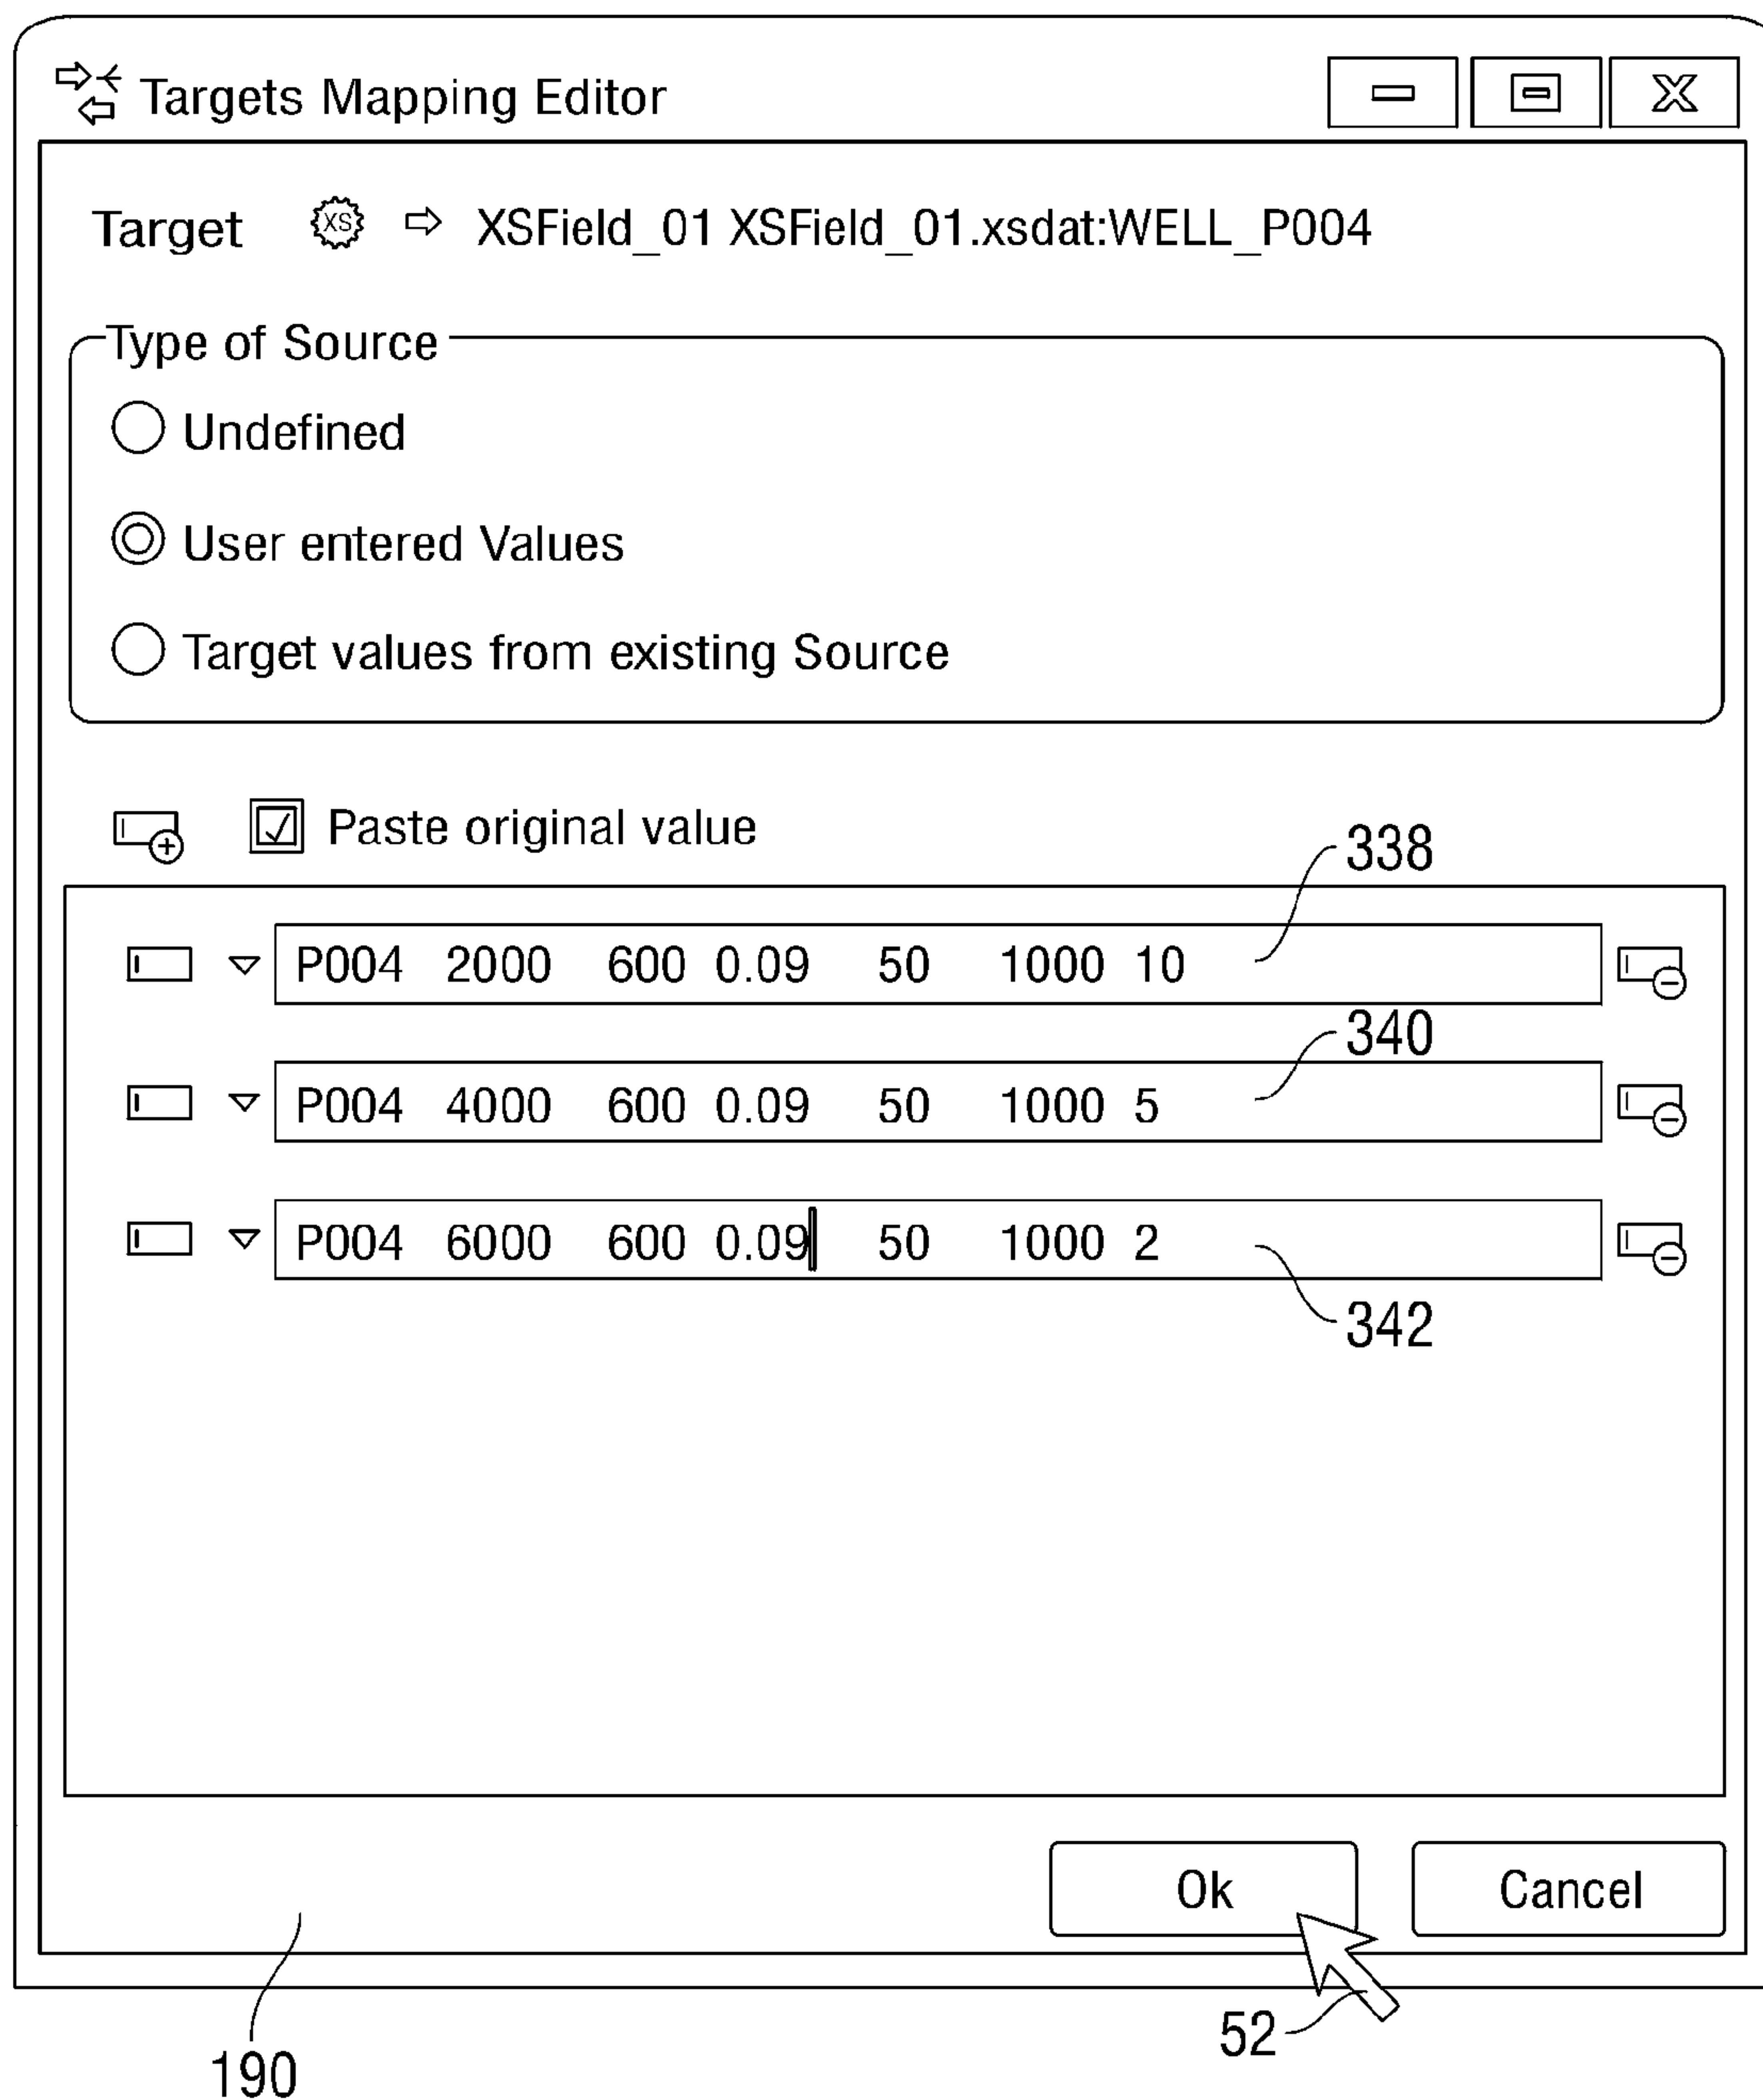 Targets Mapping Editor
Target XS XSField_01 XSField_01.xsdat:WELL_P004
Type of Source
Undefined
User entered Values
Target values from existing Source
Paste original value
338
P004 2000 600 0.09 50 1000 10
340
P004 4000 600 0.09 50 1000 5
P004 6000 600 0.09 50 1000 2
342
Ok Cancel
52
190